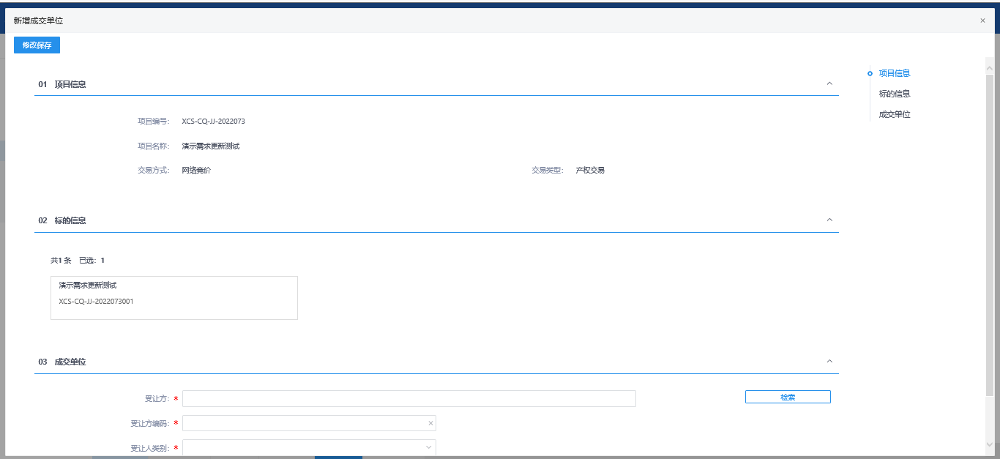 新增成交单位
修改保存
01 项目信息
项目编号: XCS-CQ-JJ-2022073
项目名称: 演示需求更新测试
交易方式: 网络竞价 交易类型: 产权交易
02 标的信息
共1 条 已选: 1
演示需求更新测试
XCS-CQ-JJ-2022073001
03 成交单位
受让方: *
检索
受让方编码: *
受让人类别: *
项目信息
标的信息
成交单位